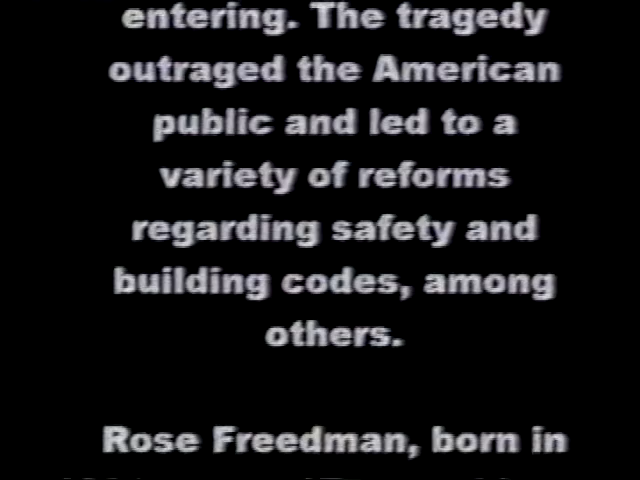 entering. The tragedy
outraged the American
public and led to a
variety of reforms
regarding safety and
building codes, among
others.
Rose Freedman, born in